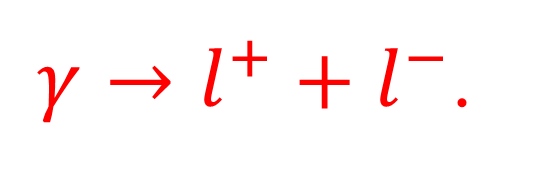 γ → l⁺ + l⁻.